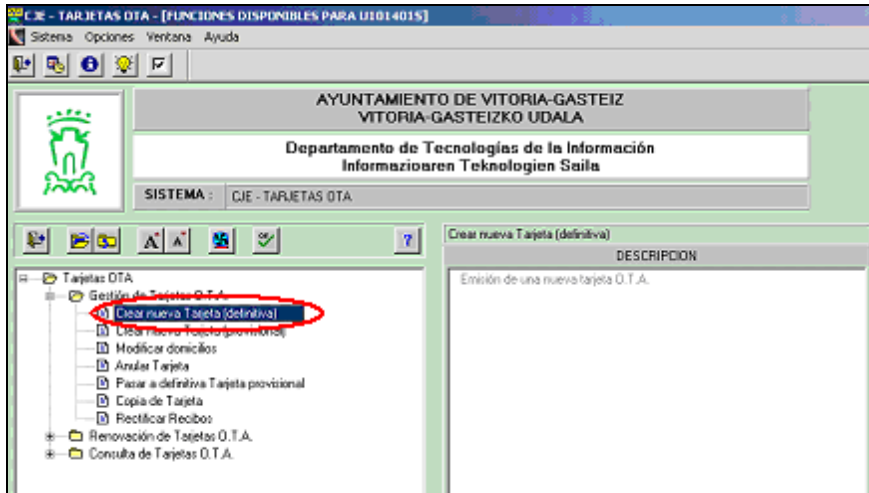 CJE - TARJETAS OTA - [FUNCIONES DISPONIBLES PARA U1014015]
Sistema Opciones Ventana Ayuda
AYUNTAMIENTO DE VITORIA-GASTEIZ
VITORIA-GASTEIZKO UDALA
Departamento de Tecnologías de la Información
Informazioaren Teknologien Saila
SISTEMA : CJE - TARJETAS OTA
Crear nueva Tarjeta (definitiva)
DESCRIPCION
Emisión de una nueva tarjeta O.T.A.
Tarjetas OTA
Gestión de Tarjetas O.T.A.
Crear nueva Tarjeta (definitiva)
Crear nueva Tarjeta (provisional)
Modificar domicilios
Anular Tarjeta
Pasar a definitiva Tarjeta provisional
Copia de Tarjeta
Rectificar Recibos
Renovación de Tarjetas O.T.A.
Consulta de Tarjetas O.T.A.